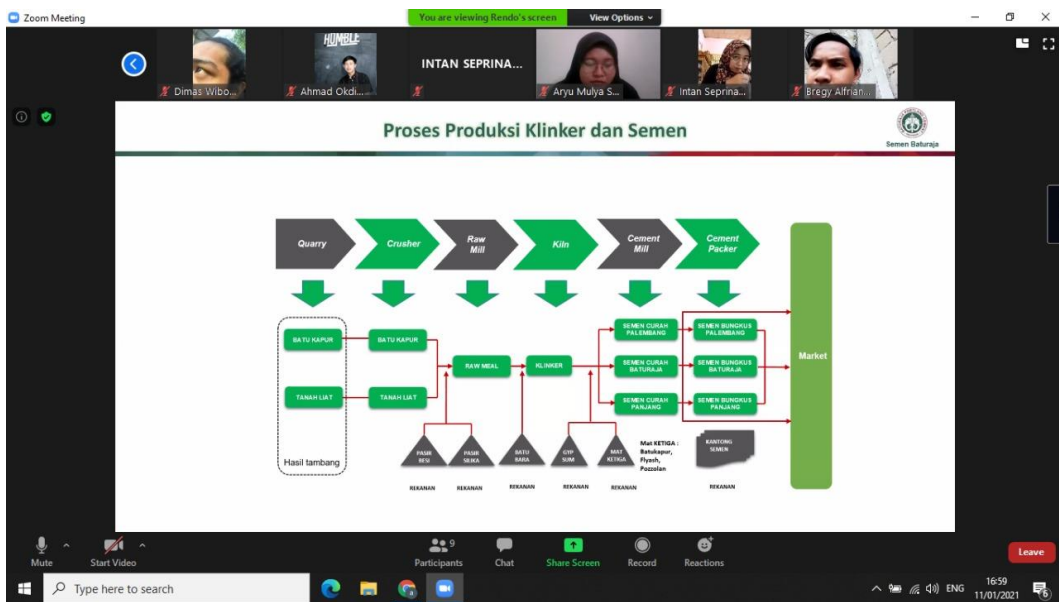 Zoom Meeting
You are viewing Rendo's screen
View Options
HUMBLE
INTAN SEPRINA...
Dimas Wibo...
Ahmad Okdi...
Aryu Mulya S...
Intan Seprina...
Bregy Alfrian...
Proses Produksi Klinker dan Semen
Semen Baturaja
Quarry
Crusher
Raw
Mill
Kiln
Cement
Mill
Cement
Packer
BATU KAPUR
BATU KAPUR
TANAH LIAT
TANAH LIAT
RAW MEAL
KLINKER
SEMEN CURAH
PALEMBANG
SEMEN BUNGKUS
PALEMBANG
SEMEN CURAH
BATURAJA
SEMEN BUNGKUS
BATURAJA
SEMEN CURAH
PANJANG
SEMEN BUNGKUS
PANJANG
Market
Hasil tambang
PASIR
BESI
PASIR
SILIKA
BATU
BARA
GYP
SUM
MAT
KETIGA
Mat KETIGA :
Batukapur,
Flyash,
Pozzolan
KANTONG
SEMEN
REKANAN
REKANAN
REKANAN
REKANAN
REKANAN
REKANAN
Mute
Start Video
9
Participants
Chat
Share Screen
Record
Reactions
Leave
Type here to search
ENG
16:59
11/01/2021
6